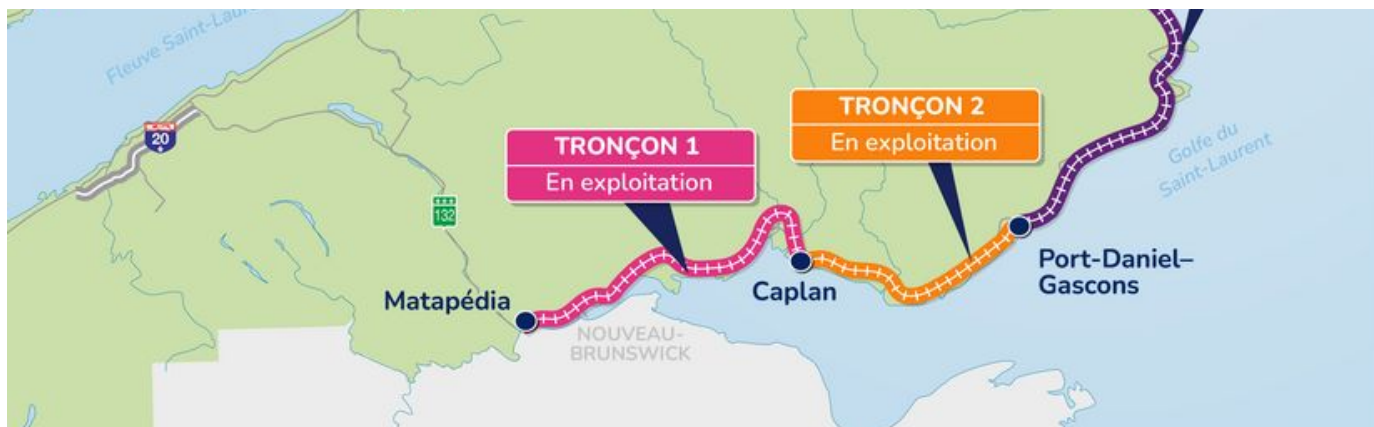 Fleuve Saint-Lau
20
132
TRONÇON 1
En exploitation
TRONÇON 2
En exploitation
Golfe du
Saint-Laurent
Matapédia
Caplan
Port-Daniel–
Gascons
NOUVEAU-
BRUNSWICK